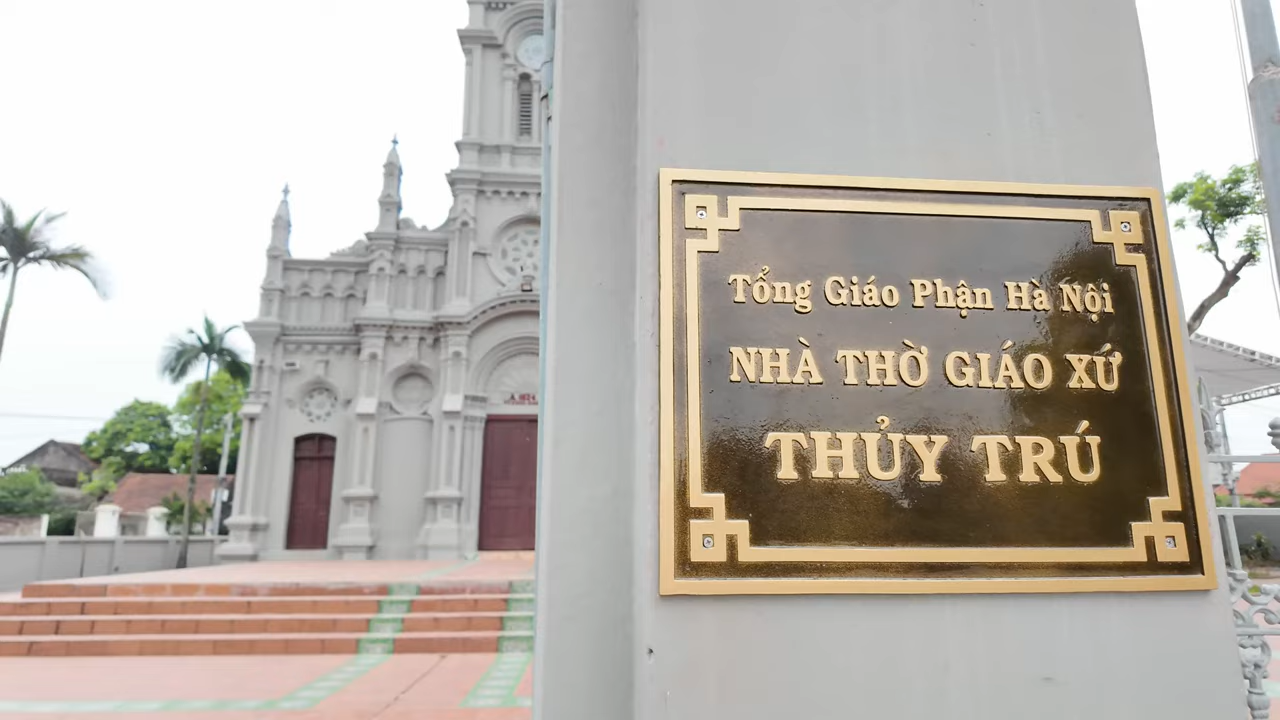 Tổng Giáo Phận Hà Nội
NHÀ THỜ GIÁO XỨ
THỦY TRÚ